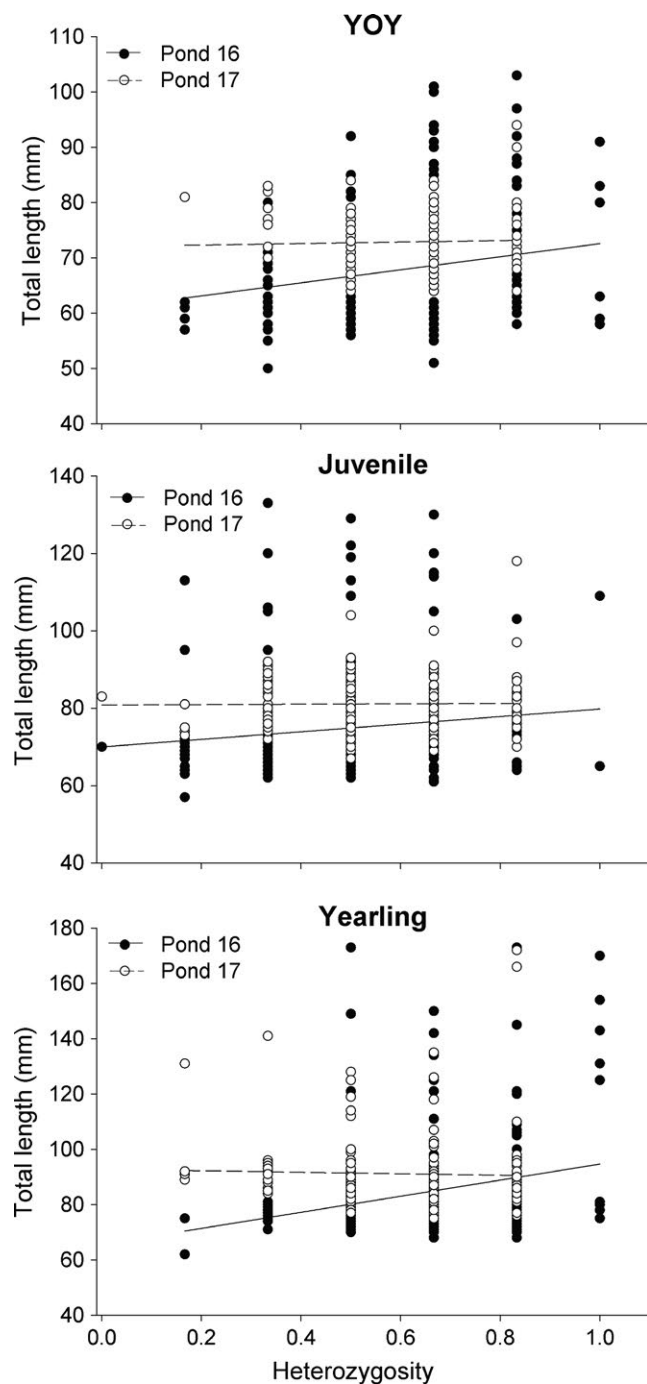 YOY
Pond 16
Pond 17
Total length (mm)
110
100
90
80
70
60
50
40
Juvenile
Pond 16
Pond 17
Total length (mm)
140
120
100
80
60
40
Yearling
Pond 16
Pond 17
Total length (mm)
180
160
140
120
100
80
60
40
0.0 0.2 0.4 0.6 0.8 1.0
Heterozygosity